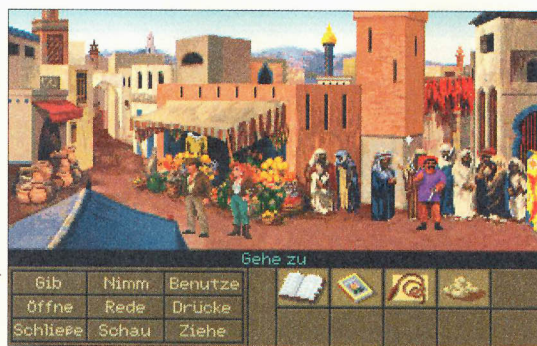 Gehe zu
Gib Nimm Benutze
Öffne Rede Drücke
Schließe Schau Ziehe